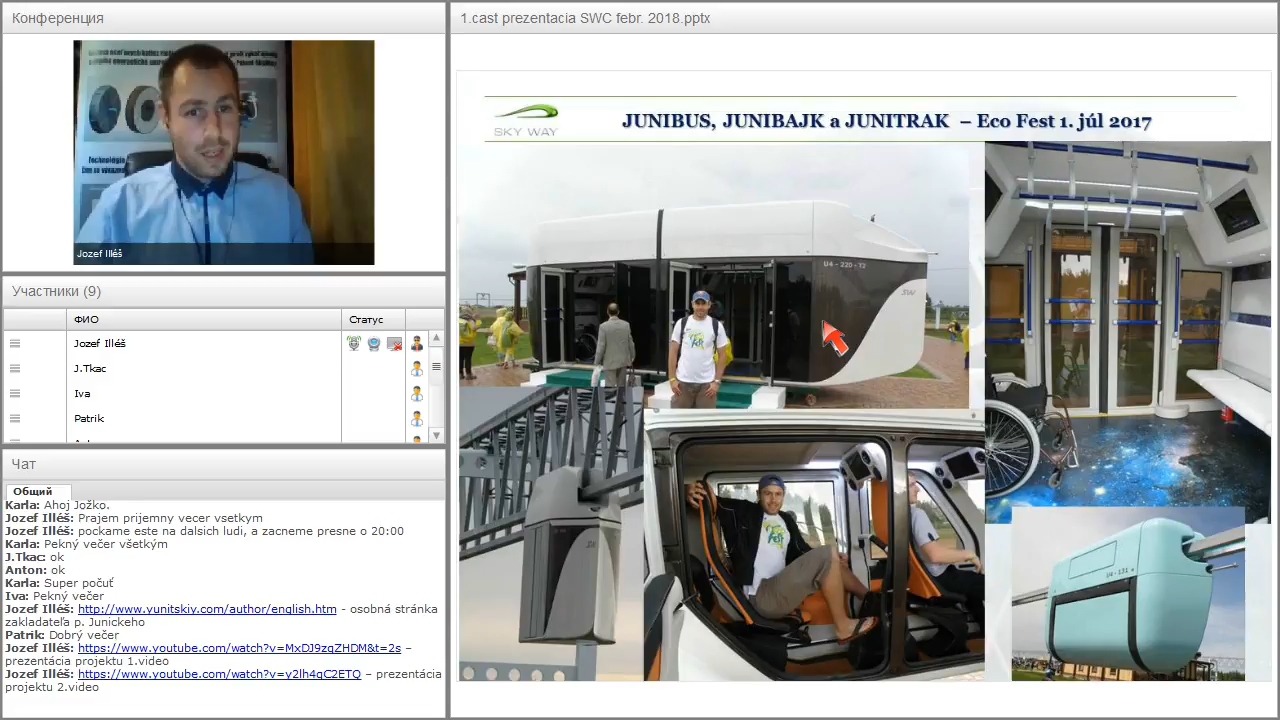 Конференция
Jozef Illéš
Участники (9)
ФИО
Статус
Jozef Illéš
J.Tkac
Iva
Patrik
Чат
Общий
Karla: Ahoj Jožko.
Jozef Illéš: Prajem prijemny vecer vsetkym
Jozef Illéš: pockame este na dalsich ludi, a zacneme presne o 20:00
Karla: Pekný večer všetkým
J.Tkac: ok
Anton: ok
Karla: Super počuť
Iva: Pekný večer
Jozef Illéš: http://www.yunitskiy.com/author/english.htm - osobná stránka
zakladateľa p. Junickeho
Patrik: Dobrý večer
Jozef Illéš: https://www.youtube.com/watch?v=MxDJ9zqZHDM&t=2s –
prezentácia projektu 1.video
Jozef Illéš: https://www.youtube.com/watch?v=y2lh4qC2ETQ – prezentácia
projektu 2.video
1.cast prezentacia SWC febr. 2018.pptx
SKY WAY
JUNIBUS, JUNIBAJK a JUNITRAK – Eco Fest 1. júl 2017
U4 - 220 - T2
U4 - 131